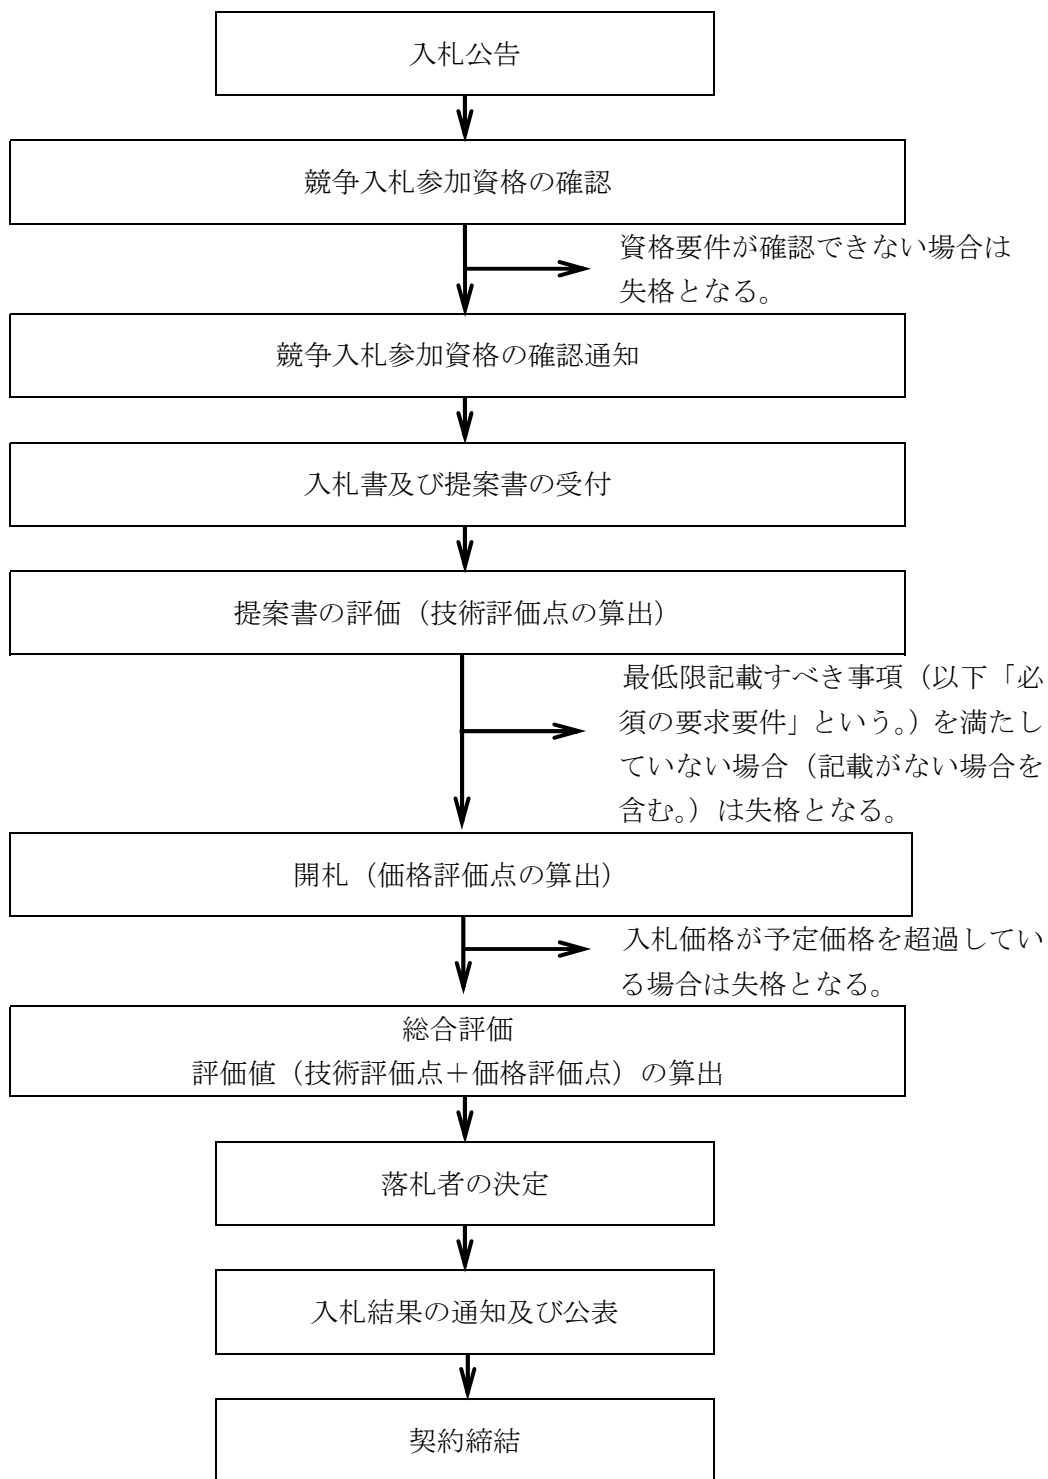 入札公告
競争入札参加資格の確認
資格要件が確認できない場合は
失格となる。
競争入札参加資格の確認通知
入札書及び提案書の受付
提案書の評価（技術評価点の算出）
最低限記載すべき事項（以下「必
須の要求要件」という。）を満たし
ていない場合（記載がない場合を
含む。）は失格となる。
開札（価格評価点の算出）
入札価格が予定価格を超過してい
る場合は失格となる。
総合評価
評価値（技術評価点＋価格評価点）の算出
落札者の決定
入札結果の通知及び公表
契約締結